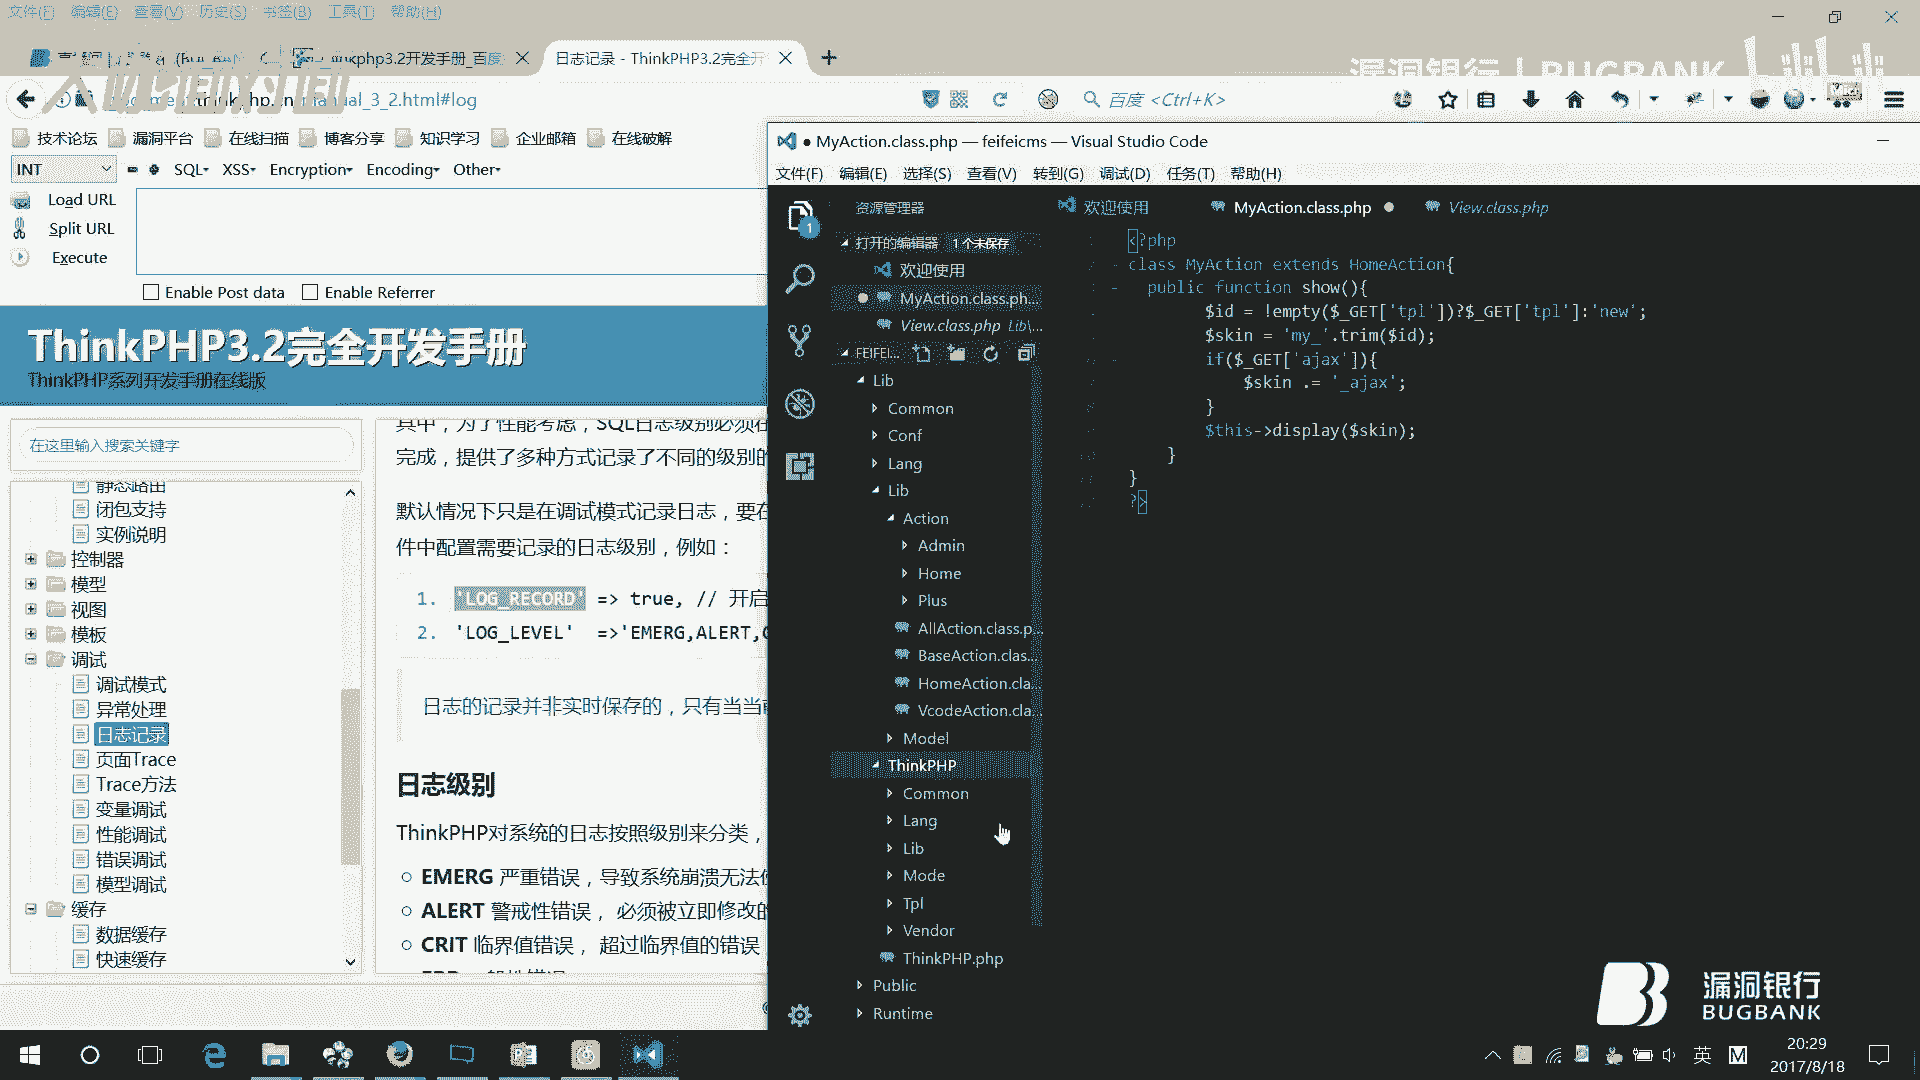 文件(F) 编辑(E) 查看(V) 历史(S) 书签(B) 工具(T) 帮助(H)
php3.2开发手册_百度
日志记录 - ThinkPHP3.2完全开
漏洞银行 | BUGBANK
bilibili
manual_3_2.html#log
百度 <Ctrl+K>
技术论坛 漏洞平台 在线扫描 博客分享 知识学习 企业邮箱 在线破解
INT
SQL XSS Encryption Encoding Other
Load URL
Split URL
Execute
Enable Post data Enable Referrer
ThinkPHP3.2完全开发手册
ThinkPHP系列开发手册在线版
在这里输入搜索关键字
静态路由
闭包支持
实例说明
控制器
模型
视图
模板
调试
调试模式
异常处理
日志记录
页面Trace
Trace方法
变量调试
性能调试
错误调试
模型调试
缓存
数据缓存
快速缓存
其中，为了性能考虑，SQL日志级别必须在
完成，提供了多种方式记录了不同的级别的
默认情况下只是在调试模式记录日志，要在
件中配置需要记录的日志级别，例如：
1. 'LOG_RECORD' => true, // 开启
2. 'LOG_LEVEL' =>'EMERG,ALERT,
日志的记录并非实时保存的，只有当当前
日志级别
ThinkPHP对系统的日志按照级别来分类，
EMERG 严重错误，导致系统崩溃无法使
ALERT 警戒性错误， 必须被立即修改的
CRIT 临界值错误， 超过临界值的错误
● MyAction.class.php — feifeicms — Visual Studio Code
文件(F) 编辑(E) 选择(S) 查看(V) 转到(G) 调试(D) 任务(T) 帮助(H)
资源管理器
1
打开的编辑器 1 个未保存
欢迎使用
MyAction.class.ph...
View.class.php Lib\...
FEIFEI...
Lib
Common
Conf
Lang
Lib
Action
Admin
Home
Plus
AllAction.class.p...
BaseAction.clas...
HomeAction.cla...
VcodeAction.cla...
Model
ThinkPHP
Common
Lang
Lib
Mode
Tpl
Vendor
ThinkPHP.php
Public
Runtime
欢迎使用 MyAction.class.php View.class.php
<?php
class MyAction extends HomeAction{
public function show(){
$id = !empty($_GET['tpl'])?$_GET['tpl']:'new';
$skin = 'my_'.trim($id);
if($_GET['ajax']){
$skin .= '_ajax';
}
$this->display($skin);
}
}
?>
漏洞银行
BUGBANK
英 M
20:29
2017/8/18